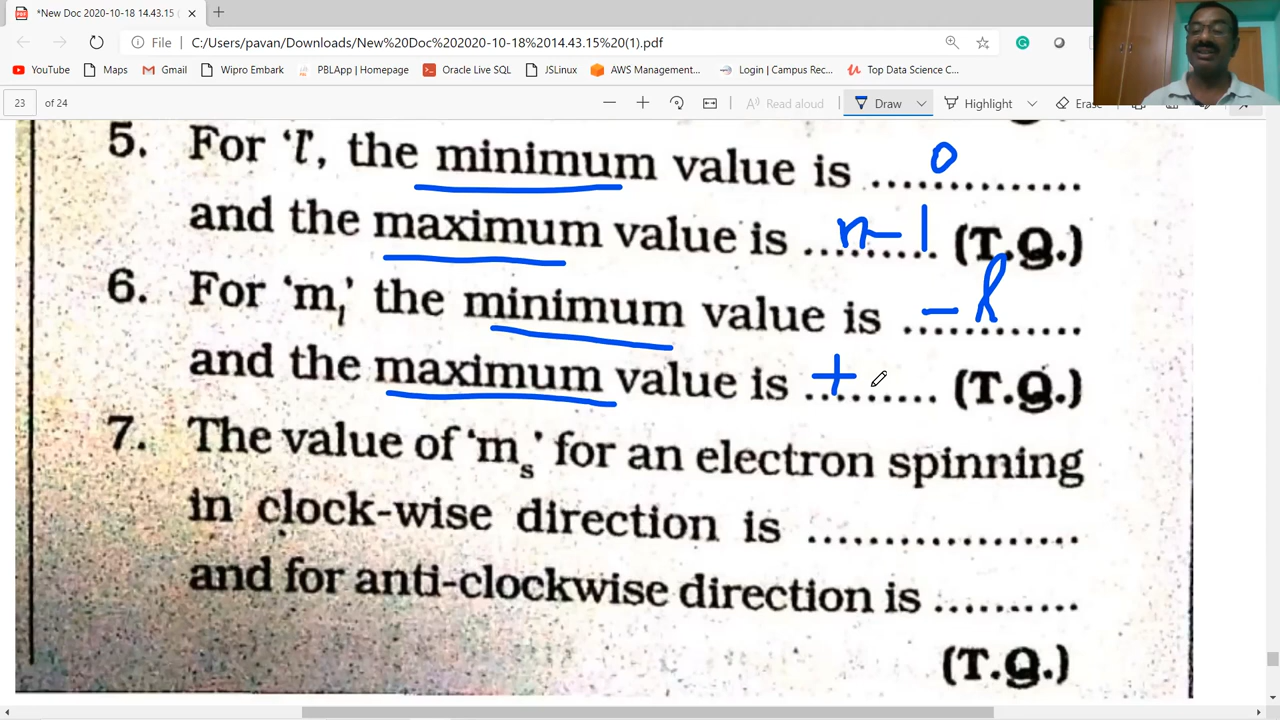 *New Doc 2020-10-18 14.43.15 (
File C:/Users/pavan/Downloads/New%20Doc%202020-10-18%2014.43.15%20(1).pdf
YouTube Maps Gmail Wipro Embark PBLApp | Homepage Oracle Live SQL JSLinux AWS Management... Login | Campus Rec... Top Data Science C...
23 of 24 Read aloud Draw Highlight Erase
5. For 'l', the minimum value is ..... 0 .....
and the maximum value is ..... n-1 ..... (T.Q.)
6. For 'mₗ' the minimum value is ..... -l .....
and the maximum value is ..... + ..... (T.Q.)
7. The value of 'mₛ' for an electron spinning
in clock-wise direction is ....................
and for anti-clockwise direction is ..........
(T.Q.)